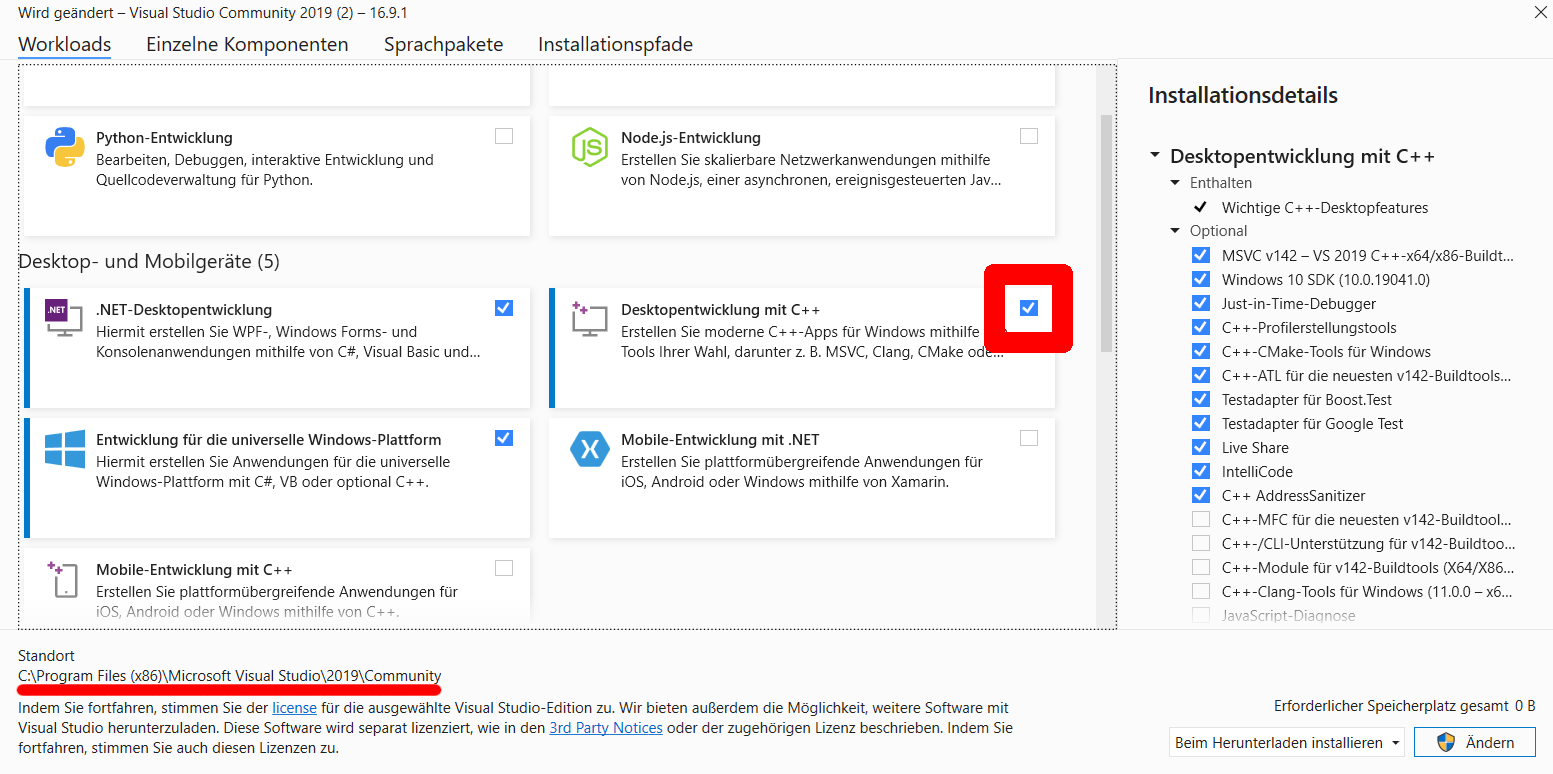 Wird geändert – Visual Studio Community 2019 (2) – 16.9.1
Workloads Einzelne Komponenten Sprachpakete Installationspfade
Python-Entwicklung
Bearbeiten, Debuggen, interaktive Entwicklung und
Quellcodeverwaltung für Python.
Node.js-Entwicklung
Erstellen Sie skalierbare Netzwerkanwendungen mithilfe
von Node.js, einer asynchronen, ereignisgesteuerten Jav...
JS
Desktop- und Mobilgeräte (5)
.NET
.NET-Desktopentwicklung
Hiermit erstellen Sie WPF-, Windows Forms- und
Konsolenanwendungen mithilfe von C#, Visual Basic und...
Desktopentwicklung mit C++
Erstellen Sie moderne C++-Apps für Windows mithilfe
Tools Ihrer Wahl, darunter z. B. MSVC, Clang, CMake ode...
Entwicklung für die universelle Windows-Plattform
Hiermit erstellen Sie Anwendungen für die universelle
Windows-Plattform mit C#, VB oder optional C++.
Mobile-Entwicklung mit .NET
Erstellen Sie plattformübergreifende Anwendungen für
iOS, Android oder Windows mithilfe von Xamarin.
Mobile-Entwicklung mit C++
Erstellen Sie plattformübergreifende Anwendungen für
iOS, Android oder Windows mithilfe von C++.
Installationsdetails
Desktopentwicklung mit C++
Enthalten
Wichtige C++-Desktopfeatures
Optional
MSVC v142 – VS 2019 C++-x64/x86-Buildt...
Windows 10 SDK (10.0.19041.0)
Just-in-Time-Debugger
C++-Profilerstellungstools
C++-CMake-Tools für Windows
C++-ATL für die neuesten v142-Buildtools...
Testadapter für Boost.Test
Testadapter für Google Test
Live Share
IntelliCode
C++ AddressSanitizer
C++-MFC für die neuesten v142-Buildtool...
C++-/CLI-Unterstützung für v142-Buildtoo...
C++-Module für v142-Buildtools (X64/X86...
C++-Clang-Tools für Windows (11.0.0 – x6...
JavaScript-Diagnose
Standort
C:\Program Files (x86)\Microsoft Visual Studio\2019\Community
Indem Sie fortfahren, stimmen Sie der license für die ausgewählte Visual Studio-Edition zu. Wir bieten außerdem die Möglichkeit, weitere Software mit
Visual Studio herunterzuladen. Diese Software wird separat lizenziert, wie in den 3rd Party Notices oder der zugehörigen Lizenz beschrieben. Indem Sie
fortfahren, stimmen Sie auch diesen Lizenzen zu.
Erforderlicher Speicherplatz gesamt 0 B
Beim Herunterladen installieren Ändern